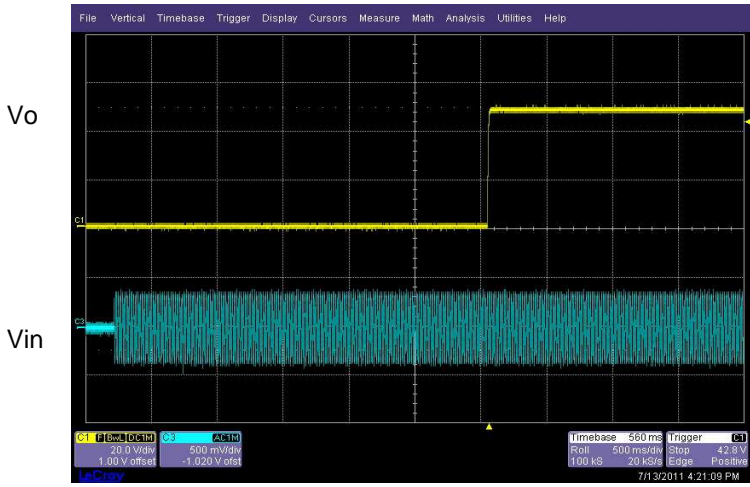 File Vertical Timebase Trigger Display Cursors Measure Math Analysis Utilities Help
Vo
C1
C3
Vin
C1 F BwL DC1M
20.0 V/div
1.00 V offset
C3 AC1M
500 mV/div
-1.020 V ofst
Timebase 560 ms
Roll 500 ms/div
100 kS 20 kS/s
Trigger C1
Stop 42.8 V
Edge Positive
LeCroy
7/13/2011 4:21:09 PM